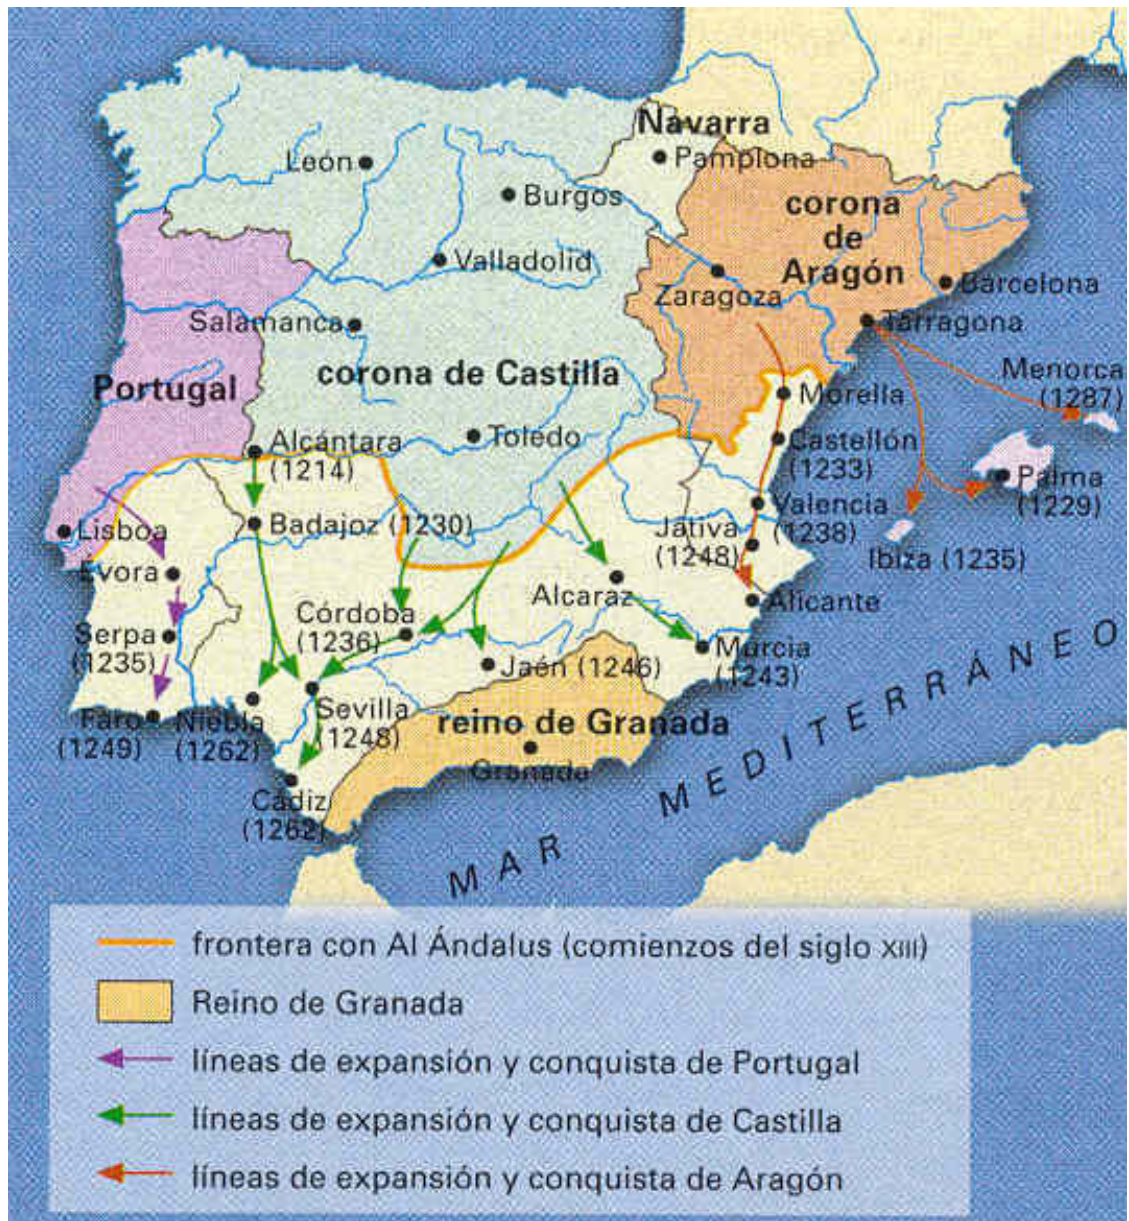 Navarra
León
Pamplona
Burgos
corona
de
Aragón
Valladolid
Zaragoza
Barcelona
Salamanca
Tarragona
Portugal
corona de Castilla
Menorca
(1287)
Morella
Alcántara
(1214)
Toledo
Castellón
(1233)
Palma
(1229)
Lisboa
Badajoz (1230)
Valencia
(1238)
Játiva
(1248)
Ibiza (1235)
Évora
Alcaraz
Alicante
Serpa
(1235)
Córdoba
(1236)
Jaén (1246)
Murcia
(1243)
Faro
(1249)
Niebla
(1262)
Sevilla
(1248)
reino de Granada
Granada
Cádiz
(1262)
MAR MEDITERRÁNEO
frontera con Al Ándalus (comienzos del siglo XIII)
Reino de Granada
líneas de expansión y conquista de Portugal
líneas de expansión y conquista de Castilla
líneas de expansión y conquista de Aragón